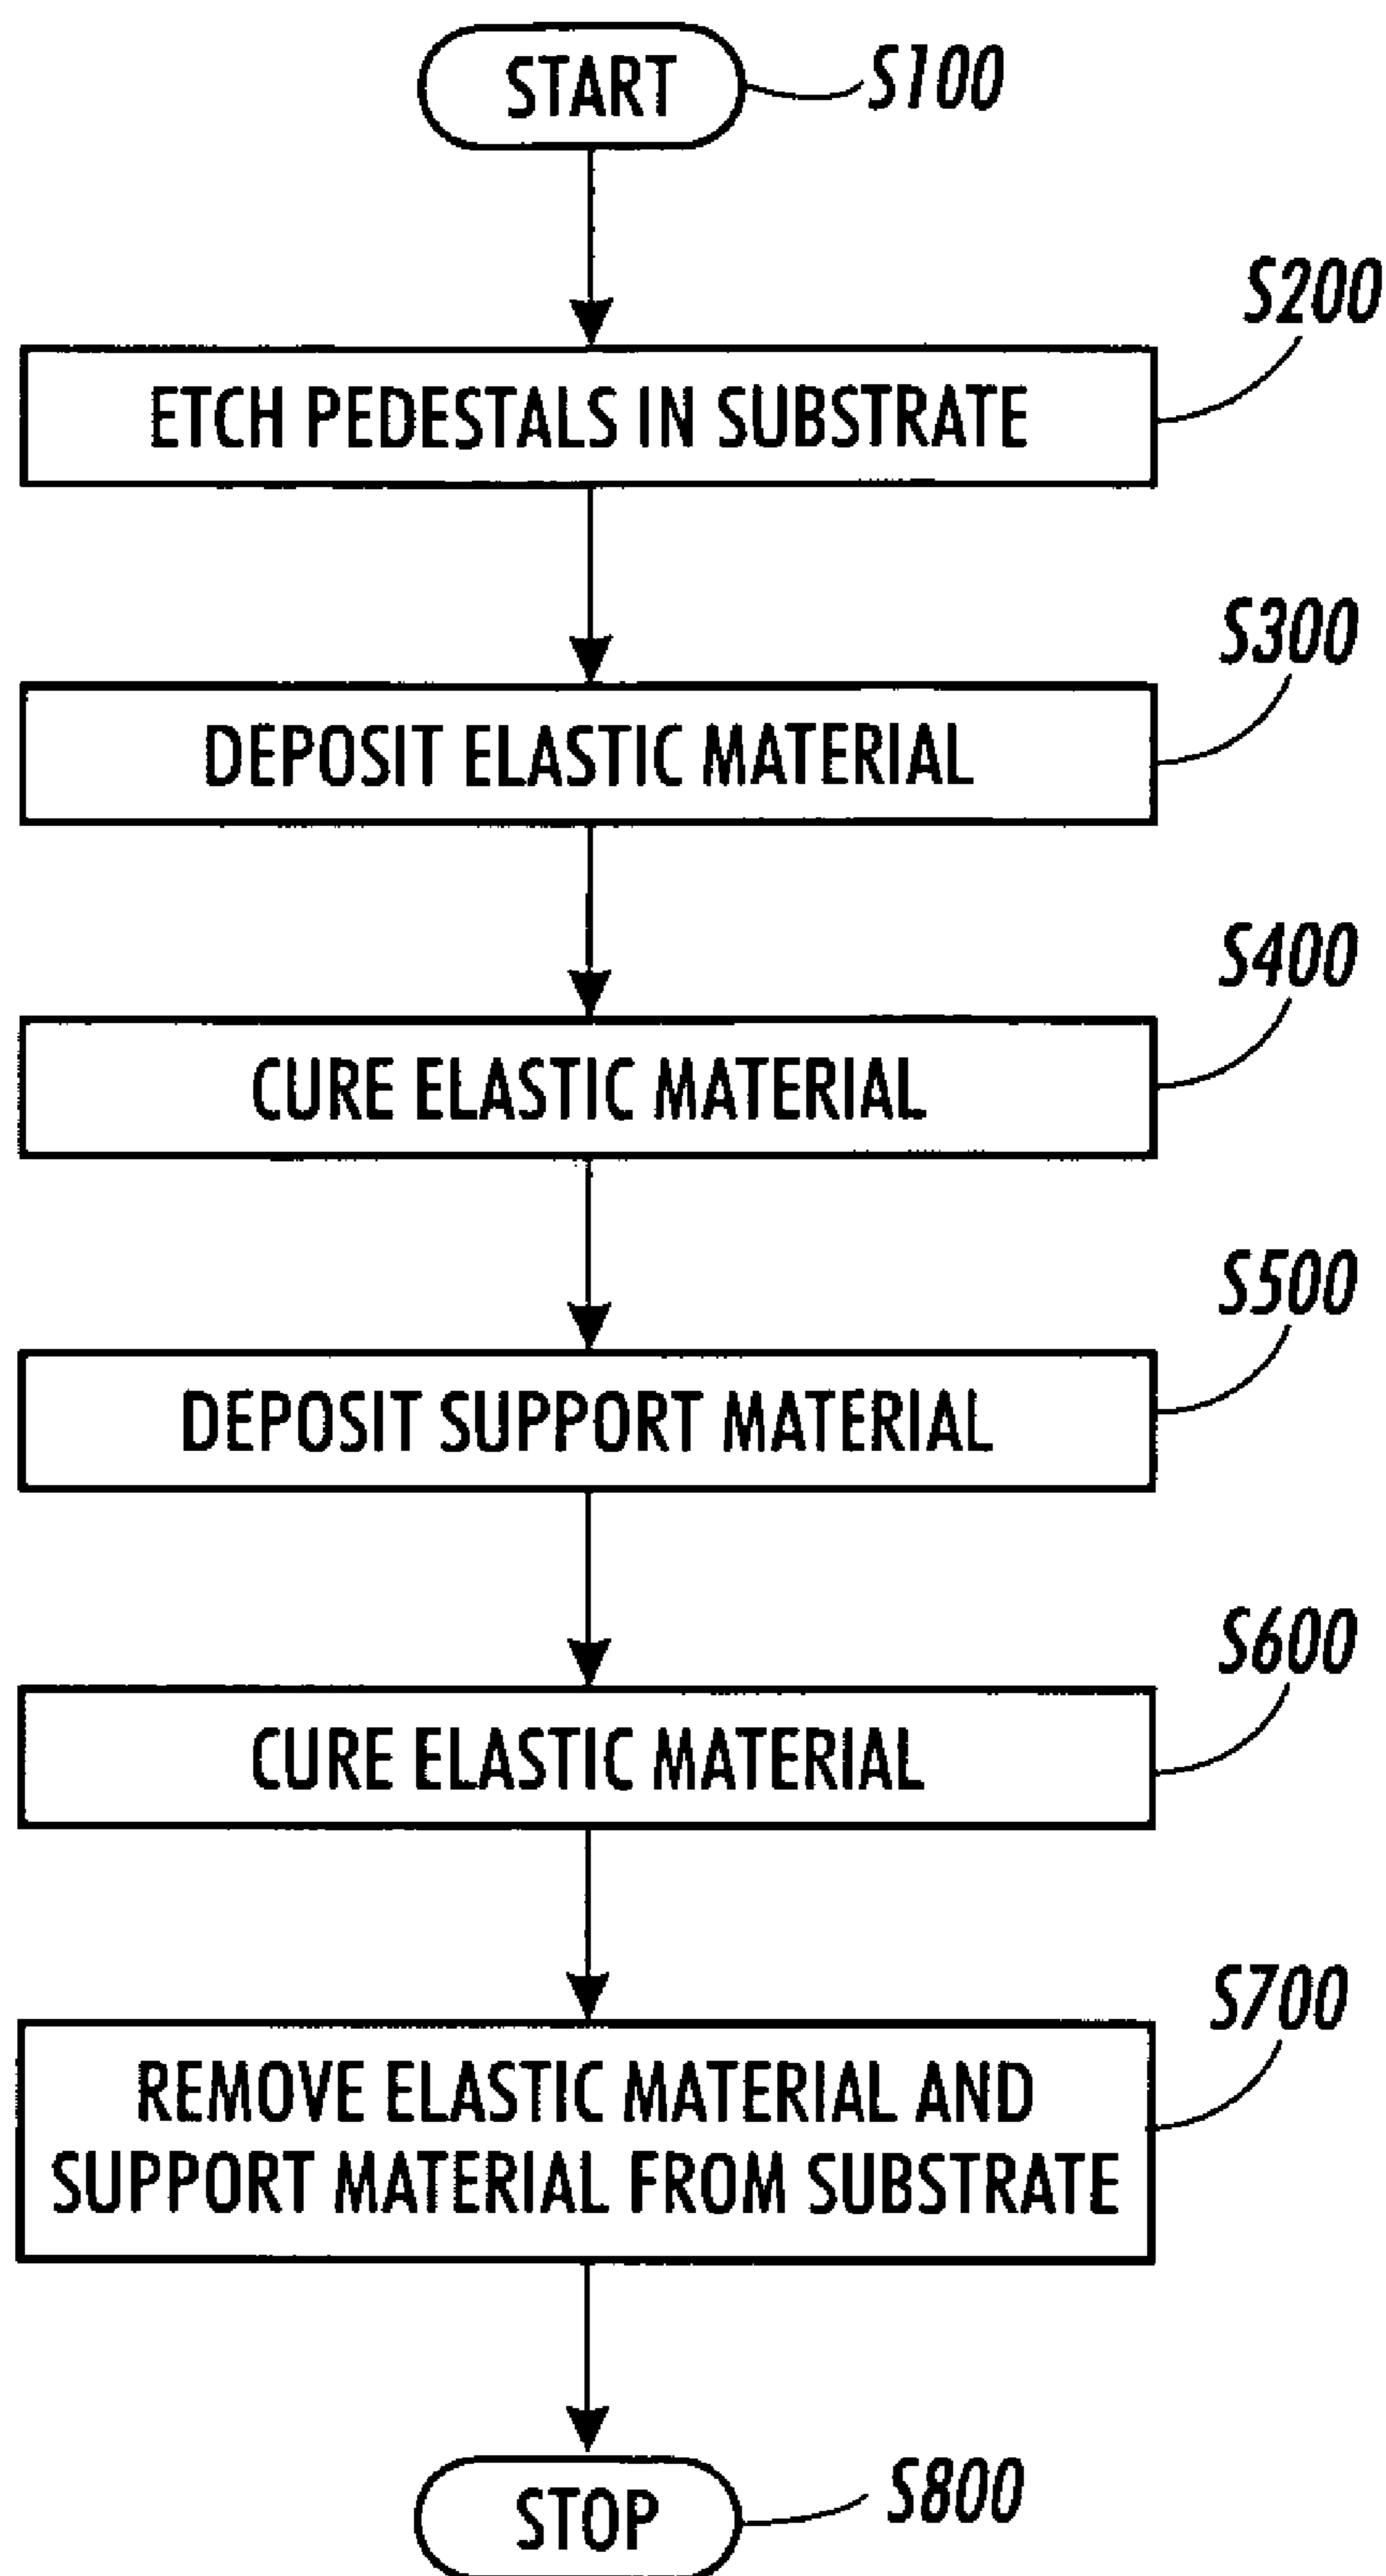 START
S100
S200
ETCH PEDESTALS IN SUBSTRATE
S300
DEPOSIT ELASTIC MATERIAL
S400
CURE ELASTIC MATERIAL
S500
DEPOSIT SUPPORT MATERIAL
S600
CURE ELASTIC MATERIAL
S700
REMOVE ELASTIC MATERIAL AND
SUPPORT MATERIAL FROM SUBSTRATE
STOP
S800